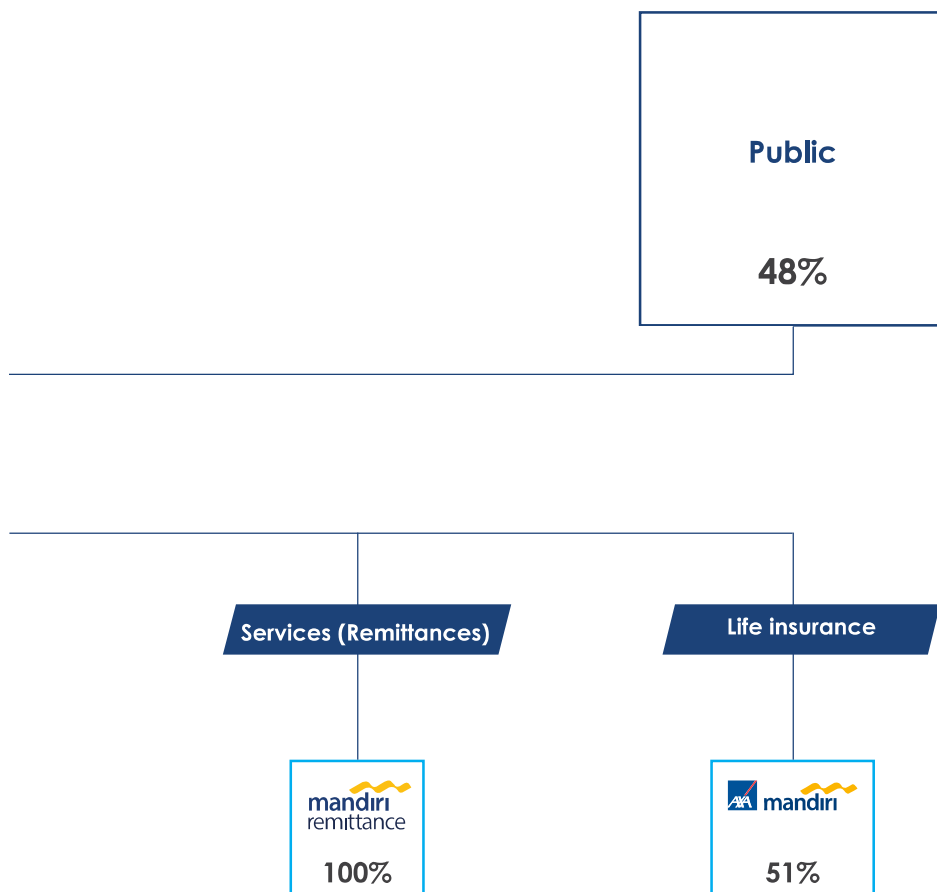 Public
48%
Services (Remittances)
Life insurance
mandiri
remittance
100%
AXA mandiri
51%